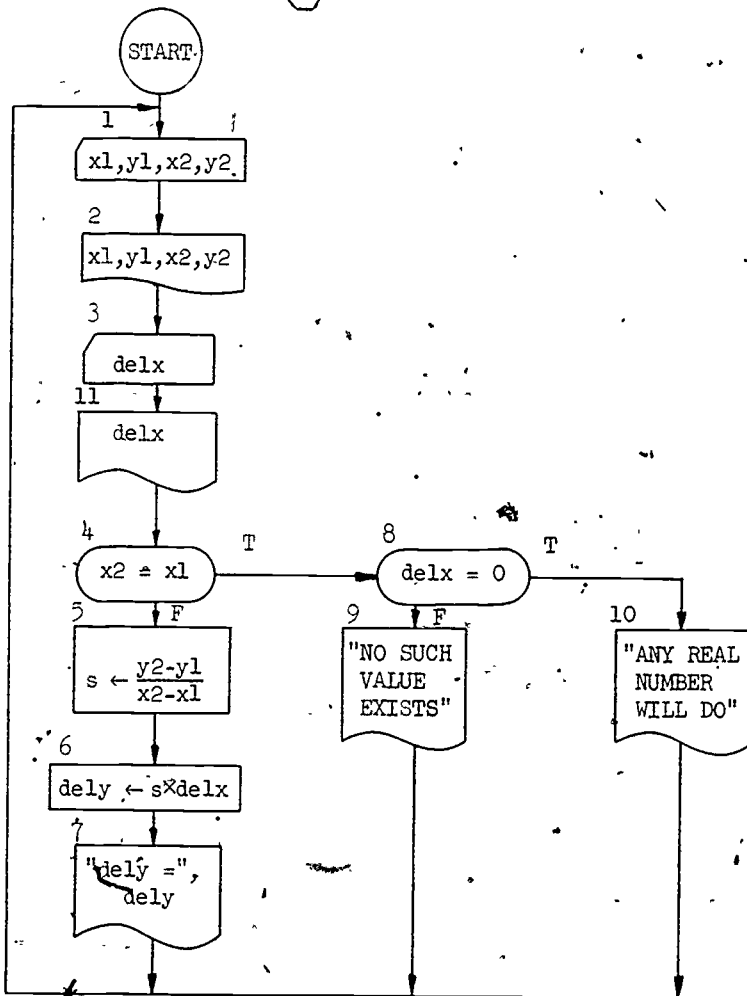 START
1
x1,y1,x2,y2
2
x1,y1,x2,y2
3
delx
11
delx
4
x2 = x1
T
8
delx = 0
T
5
F
s ← y2-y1
x2-x1
9
F
"NO SUCH
VALUE
EXISTS"
10
"ANY REAL
NUMBER
WILL DO"
6
dely ← s×delx
7
"dely =",
dely